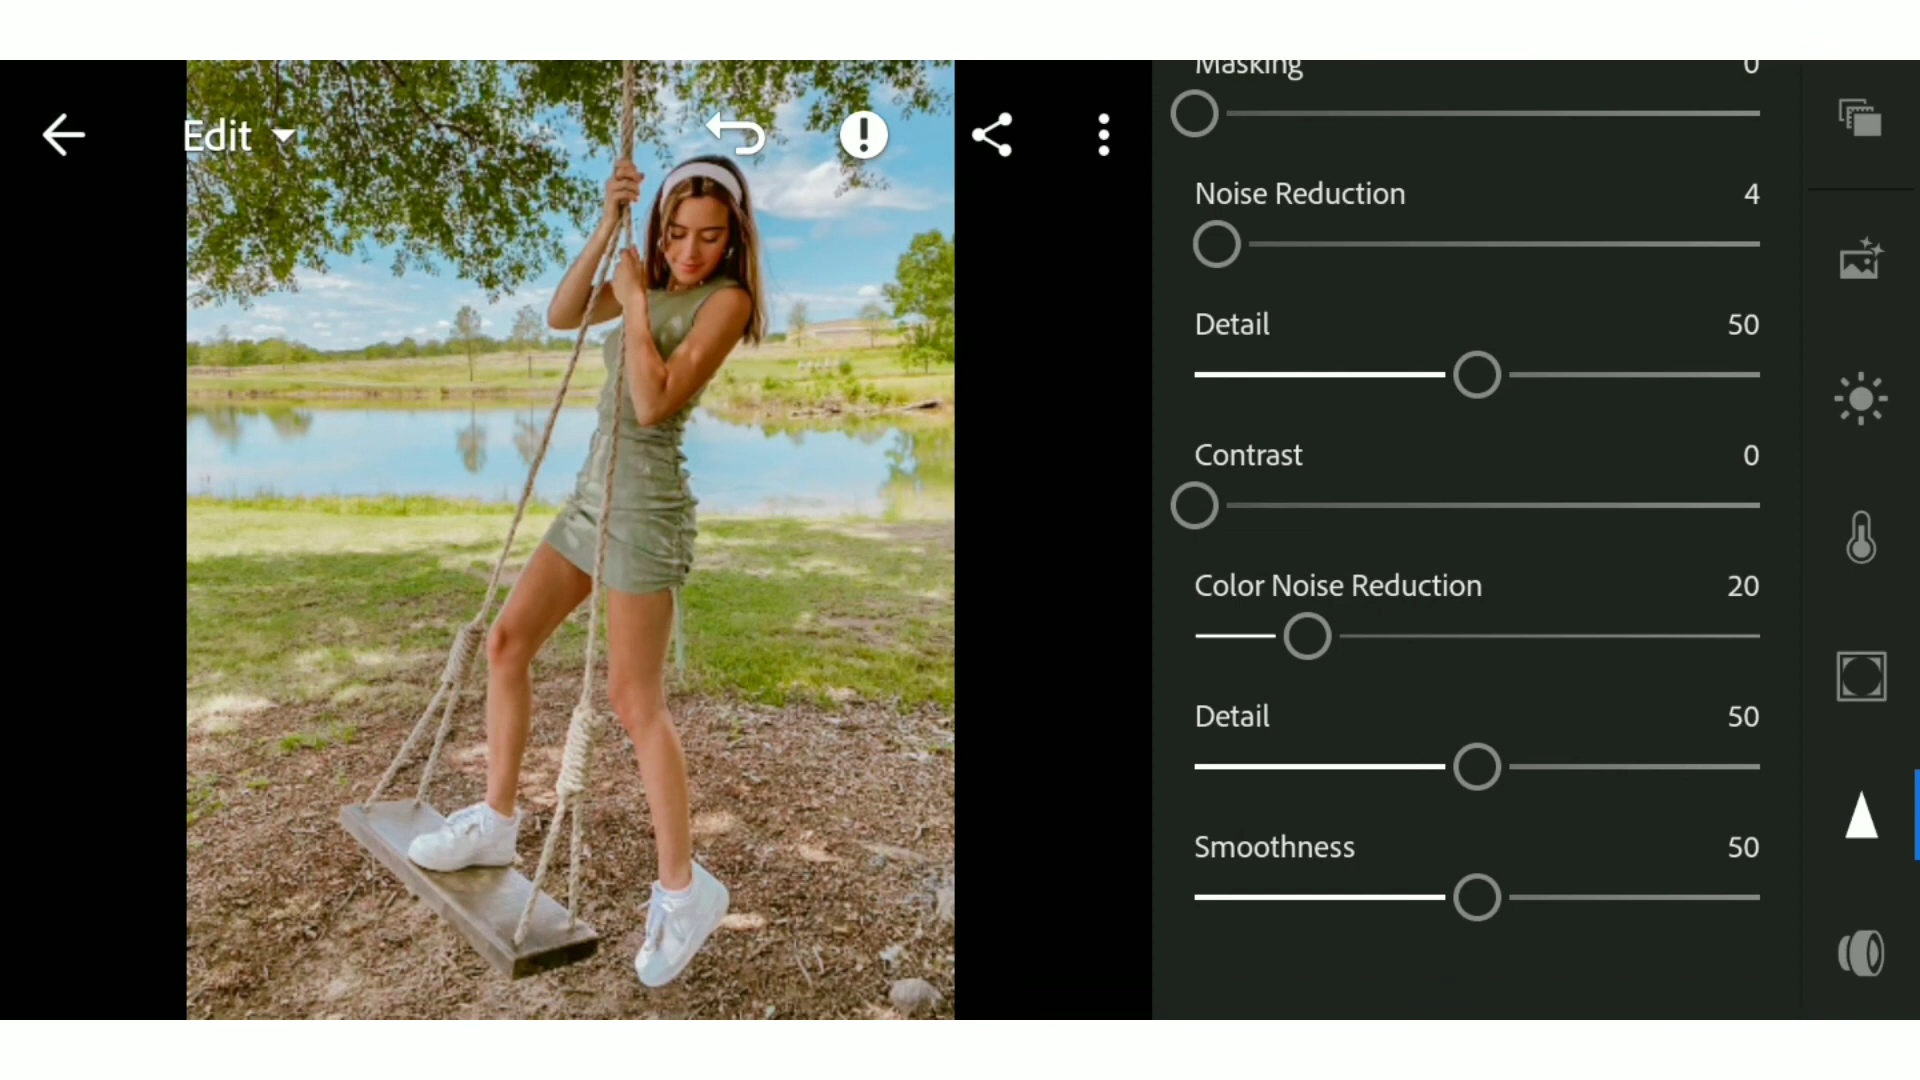 Edit
Masking 0
Noise Reduction 4
Detail 50
Contrast 0
Color Noise Reduction 20
Detail 50
Smoothness 50